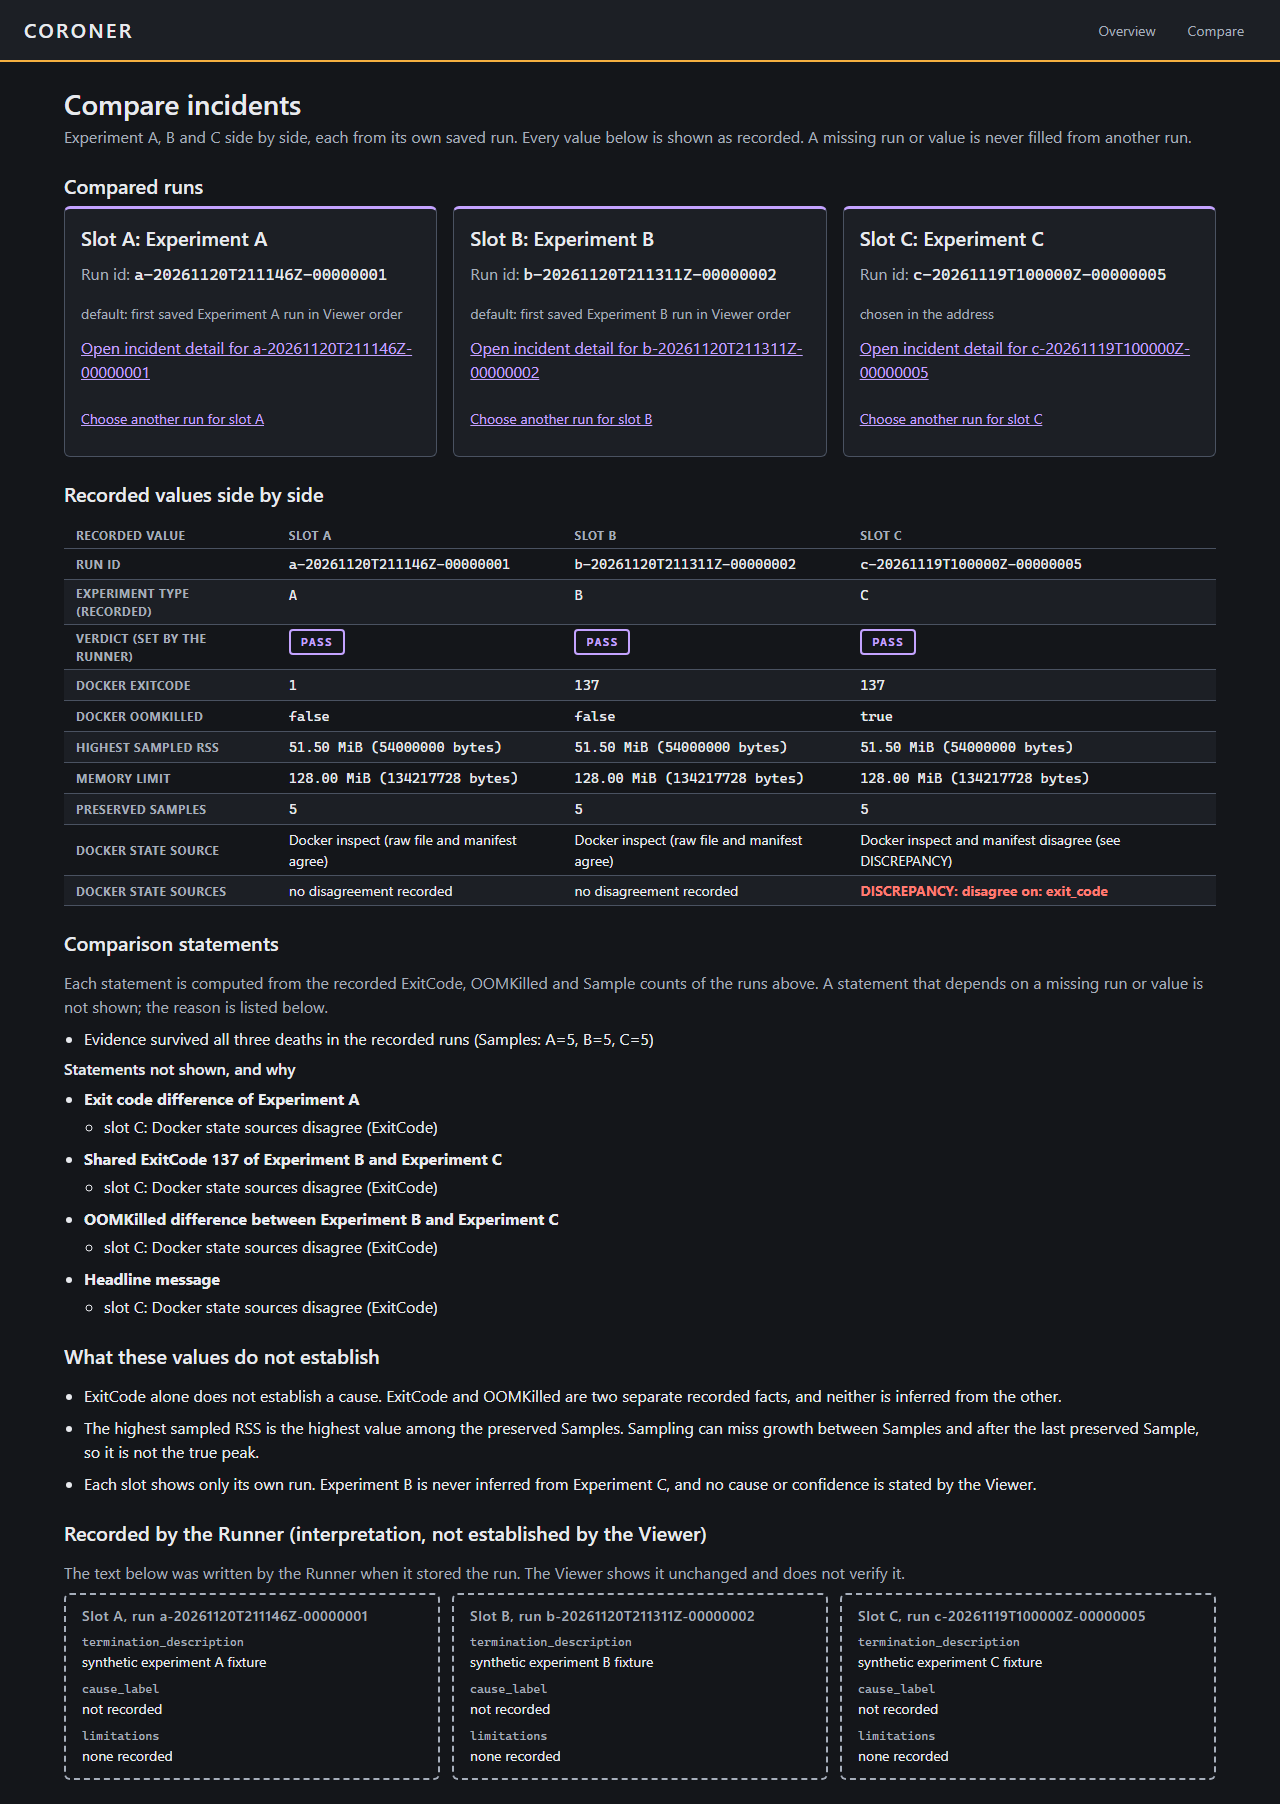 CORONER
Overview
Compare
Compare incidents
Experiment A, B and C side by side, each from its own saved run. Every value below is shown as recorded. A missing run or value is never filled from another run.
Compared runs
Slot A: Experiment A
Run id: a-20261120T211146Z-00000001
default: first saved Experiment A run in Viewer order
Open incident detail for a-20261120T211146Z-
00000001
Choose another run for slot A
Slot B: Experiment B
Run id: b-20261120T211311Z-00000002
default: first saved Experiment B run in Viewer order
Open incident detail for b-20261120T211311Z-
00000002
Choose another run for slot B
Slot C: Experiment C
Run id: c-20261119T100000Z-00000005
chosen in the address
Open incident detail for c-20261119T100000Z-
00000005
Choose another run for slot C
Recorded values side by side
RECORDED VALUE SLOT A SLOT B SLOT C
RUN ID a-20261120T211146Z-00000001 b-20261120T211311Z-00000002 c-20261119T100000Z-00000005
EXPERIMENT TYPE
(RECORDED)
A B C
VERDICT (SET BY THE
RUNNER)
PASS PASS PASS
DOCKER EXITCODE 1 137 137
DOCKER OOMKILLED false false true
HIGHEST SAMPLED RSS 51.50 MiB (54000000 bytes) 51.50 MiB (54000000 bytes) 51.50 MiB (54000000 bytes)
MEMORY LIMIT 128.00 MiB (134217728 bytes) 128.00 MiB (134217728 bytes) 128.00 MiB (134217728 bytes)
PRESERVED SAMPLES 5 5 5
DOCKER STATE SOURCE
Docker inspect (raw file and manifest
agree)
Docker inspect (raw file and manifest
agree)
Docker inspect and manifest disagree (see
DISCREPANCY)
DOCKER STATE SOURCES no disagreement recorded no disagreement recorded DISCREPANCY: disagree on: exit_code
Comparison statements
Each statement is computed from the recorded ExitCode, OOMKilled and Sample counts of the runs above. A statement that depends on a missing run or value is
not shown; the reason is listed below.
• Evidence survived all three deaths in the recorded runs (Samples: A=5, B=5, C=5)
Statements not shown, and why
• Exit code difference of Experiment A
◦ slot C: Docker state sources disagree (ExitCode)
• Shared ExitCode 137 of Experiment B and Experiment C
◦ slot C: Docker state sources disagree (ExitCode)
• OOMKilled difference between Experiment B and Experiment C
◦ slot C: Docker state sources disagree (ExitCode)
• Headline message
◦ slot C: Docker state sources disagree (ExitCode)
What these values do not establish
• ExitCode alone does not establish a cause. ExitCode and OOMKilled are two separate recorded facts, and neither is inferred from the other.
• The highest sampled RSS is the highest value among the preserved Samples. Sampling can miss growth between Samples and after the last preserved Sample,
so it is not the true peak.
• Each slot shows only its own run. Experiment B is never inferred from Experiment C, and no cause or confidence is stated by the Viewer.
Recorded by the Runner (interpretation, not established by the Viewer)
The text below was written by the Runner when it stored the run. The Viewer shows it unchanged and does not verify it.
Slot A, run a-20261120T211146Z-00000001
termination_description
synthetic experiment A fixture
cause_label
not recorded
limitations
none recorded
Slot B, run b-20261120T211311Z-00000002
termination_description
synthetic experiment B fixture
cause_label
not recorded
limitations
none recorded
Slot C, run c-20261119T100000Z-00000005
termination_description
synthetic experiment C fixture
cause_label
not recorded
limitations
none recorded